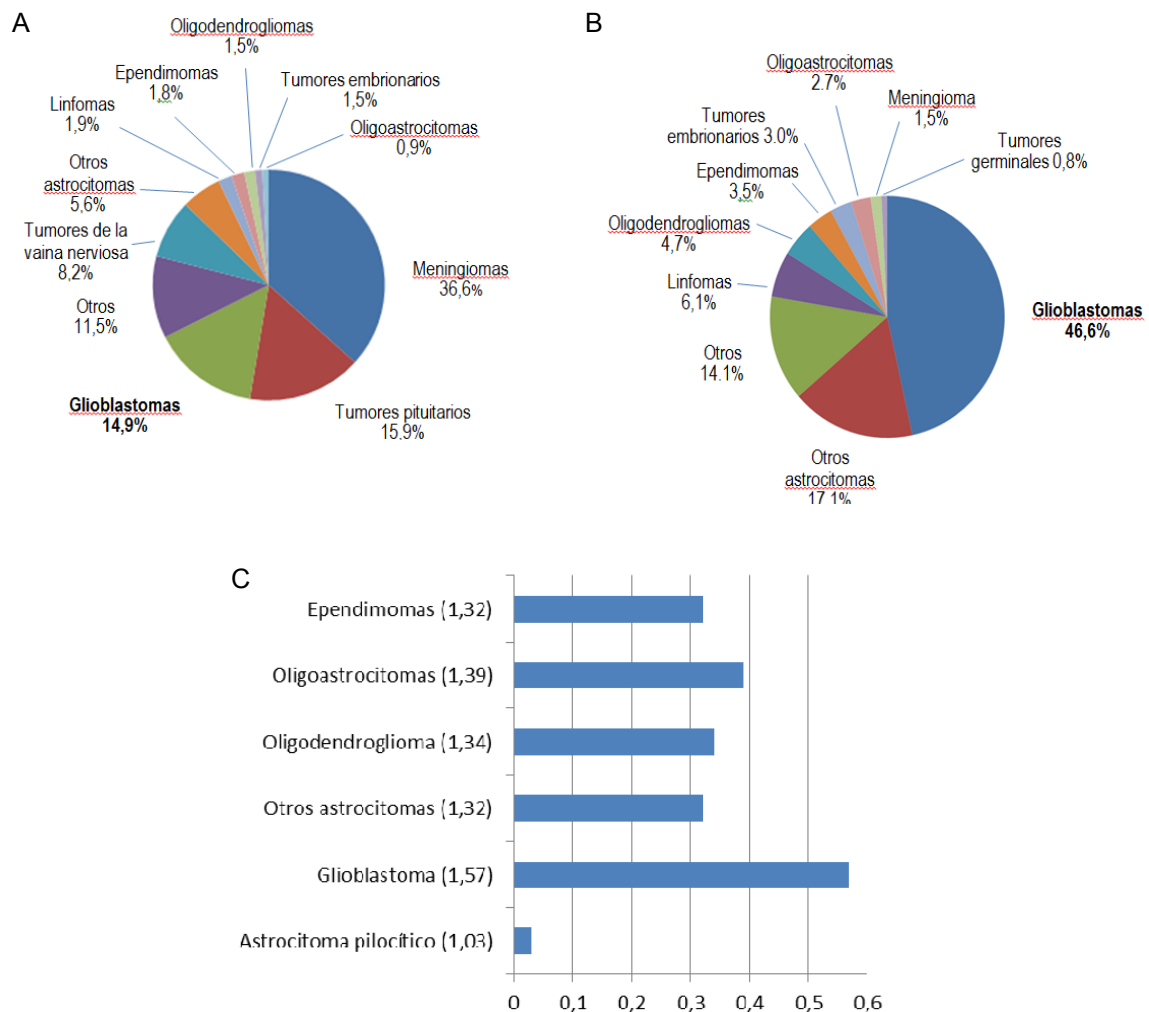 A
Oligodendrogliomas
1,5%
Ependimomas
1,8%
Tumores embrionarios
1,5%
Linfomas
1,9%
Oligoastrocitomas
0,9%
Otros
astrocitomas
5,6%
Tumores de la
vaina nerviosa
8,2%
Meningiomas
36,6%
Otros
11,5%
Glioblastomas
14,9%
Tumores pituitarios
15.9%
B
Oligoastrocitomas
2.7%
Meningioma
1,5%
Tumores
embrionarios 3.0%
Tumores
germinales 0,8%
Ependimomas
3,5%
Oligodendrogliomas
4,7%
Linfomas
6,1%
Glioblastomas
46,6%
Otros
14.1%
Otros
astrocitomas
17,1%
C
Ependimomas (1,32)
Oligoastrocitomas (1,39)
Oligodendroglioma (1,34)
Otros astrocitomas (1,32)
Glioblastoma (1,57)
Astrocitoma pilocítico (1,03)
0 0,1 0,2 0,3 0,4 0,5 0,6